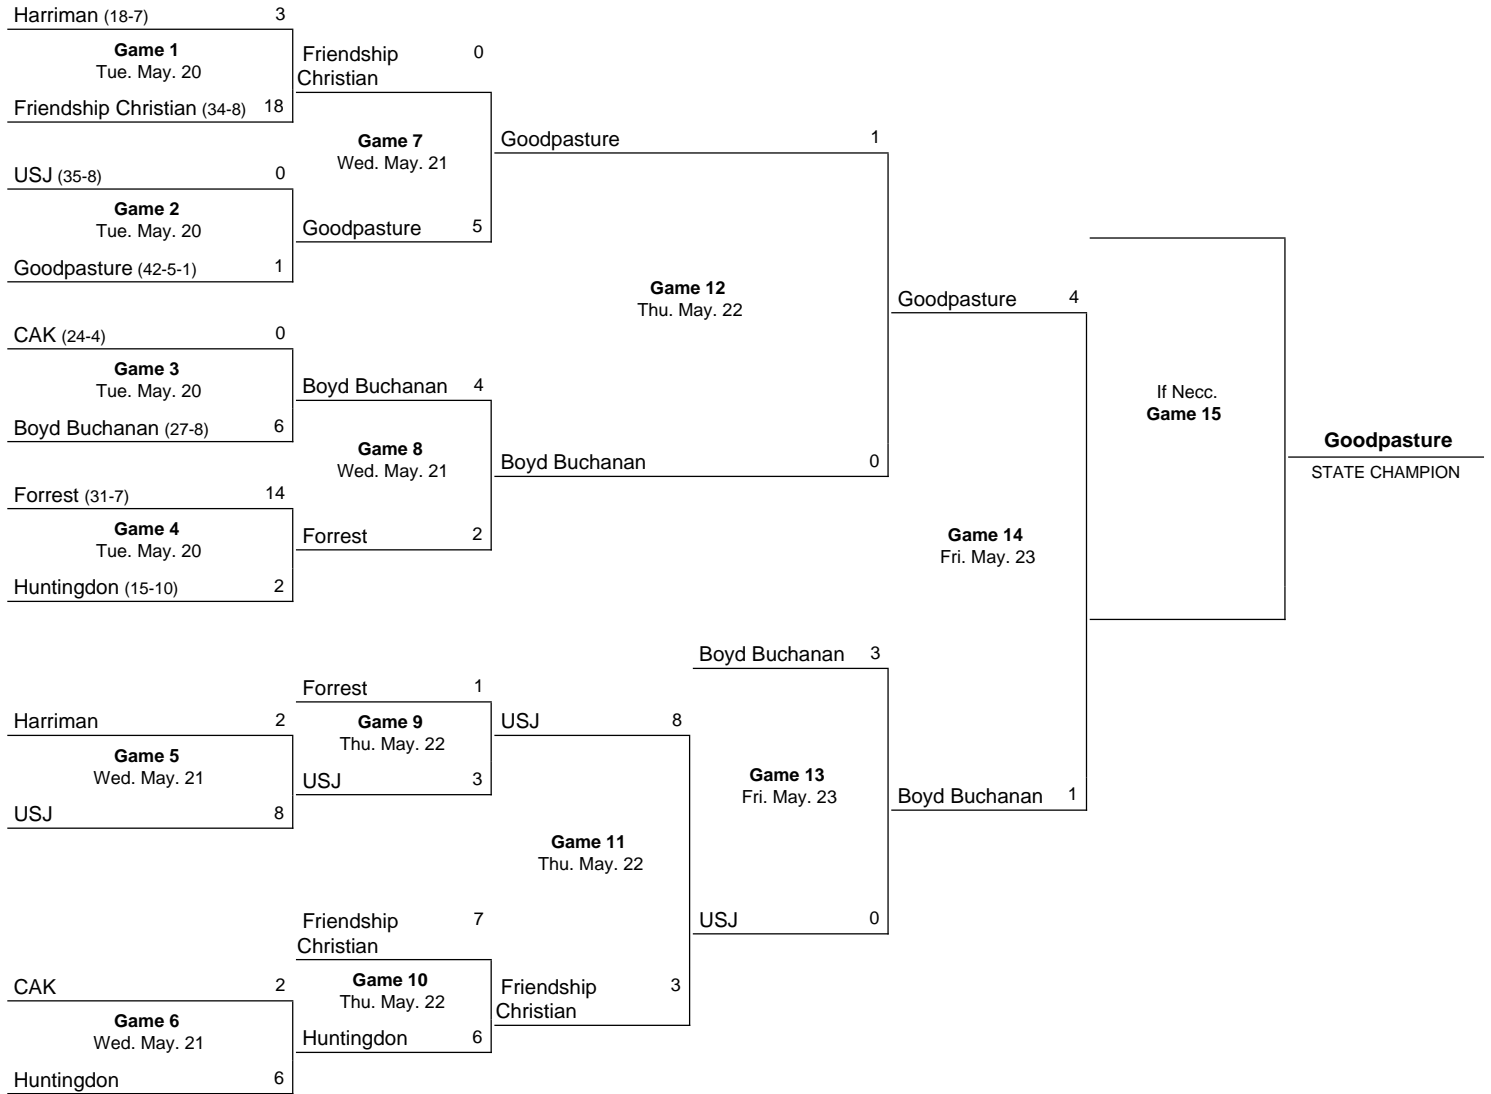 Harriman (18-7) 3
Game 1
Tue. May. 20
Friendship Christian (34-8) 18
USJ (35-8) 0
Game 2
Tue. May. 20
Goodpasture (42-5-1) 1
CAK (24-4) 0
Game 3
Tue. May. 20
Boyd Buchanan (27-8) 6
Forrest (31-7) 14
Game 4
Tue. May. 20
Huntingdon (15-10) 2
Harriman 2
Game 5
Wed. May. 21
USJ 8
CAK 2
Game 6
Wed. May. 21
Huntingdon 6
Friendship 0
Christian
Game 7
Wed. May. 21
Goodpasture 5
Boyd Buchanan 4
Game 8
Wed. May. 21
Forrest 2
Forrest 1
Game 9
Thu. May. 22
USJ 3
Friendship 7
Christian
Game 10
Thu. May. 22
Huntingdon 6
Goodpasture 1
Game 12
Thu. May. 22
Boyd Buchanan 0
USJ 8
Game 11
Thu. May. 22
Friendship 3
Christian
Boyd Buchanan 3
Game 13
Fri. May. 23
USJ 0
Goodpasture 4
Game 14
Fri. May. 23
Boyd Buchanan 1
If Necc.
Game 15
Goodpasture
STATE CHAMPION